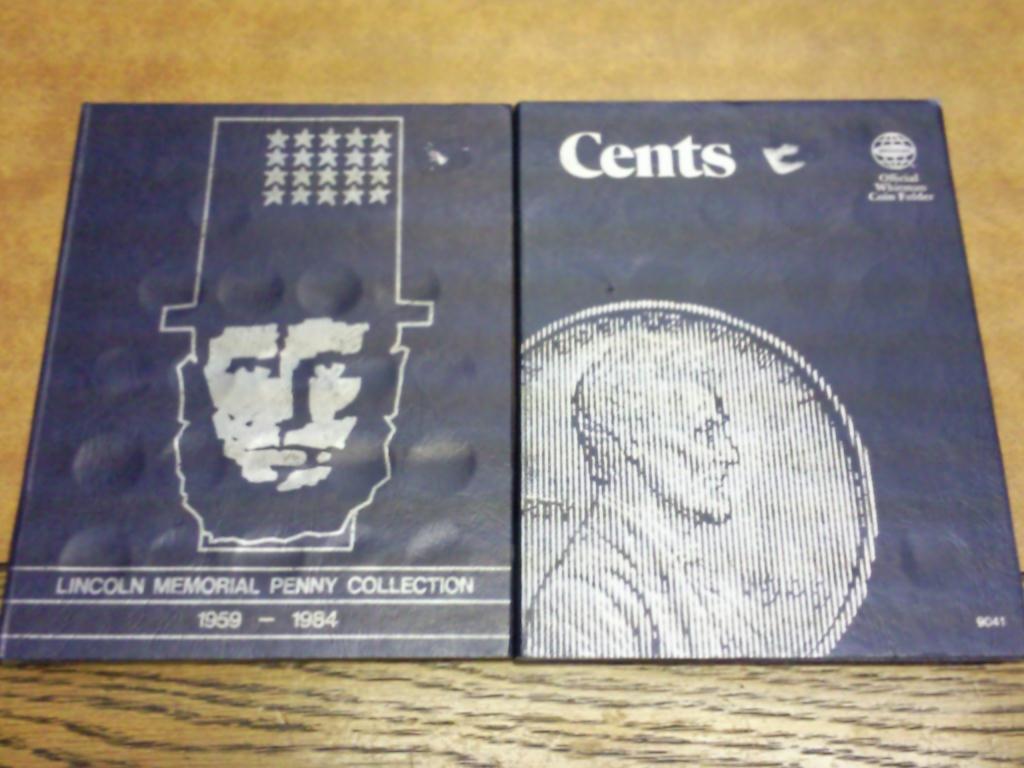 LINCOLN MEMORIAL PENNY COLLECTION
1959 — 1984
Cents
Official
Whitman
Coin Folder
9041